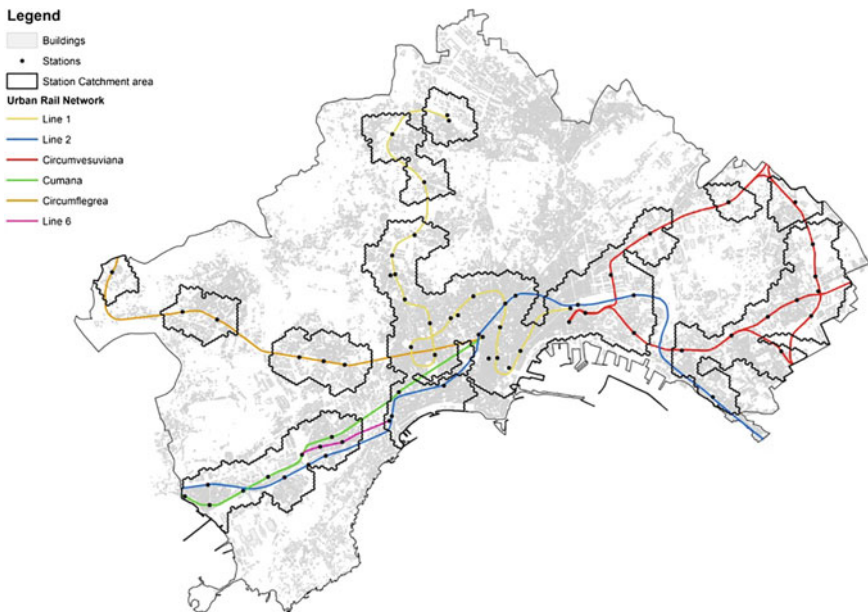 Legend
Buildings
Stations
Station Catchment area
Urban Rail Network
Line 1
Line 2
Circumvesuviana
Cumana
Circumflegrea
Line 6